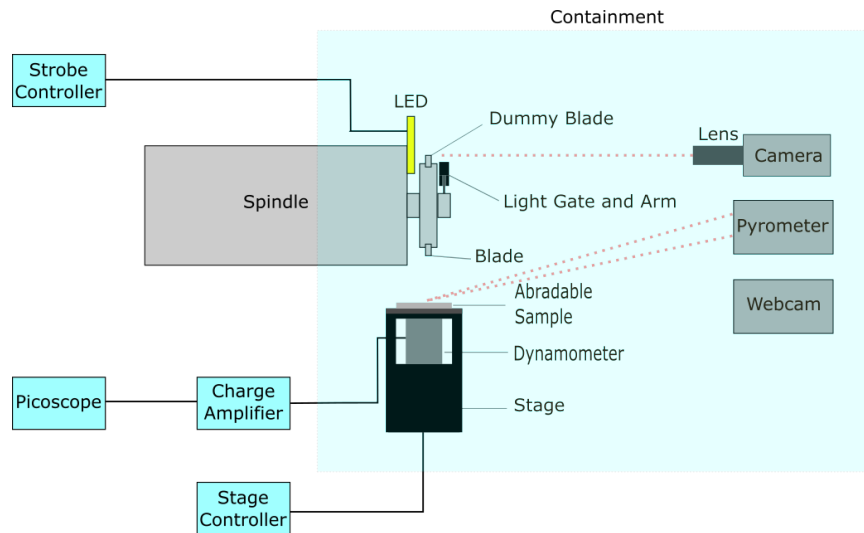 Containment
Strobe
Controller
LED
Dummy Blade
Lens
Camera
Spindle
Light Gate and Arm
Pyrometer
Blade
Abradable
Sample
Webcam
Dynamometer
Picoscope
Charge
Amplifier
Stage
Stage
Controller